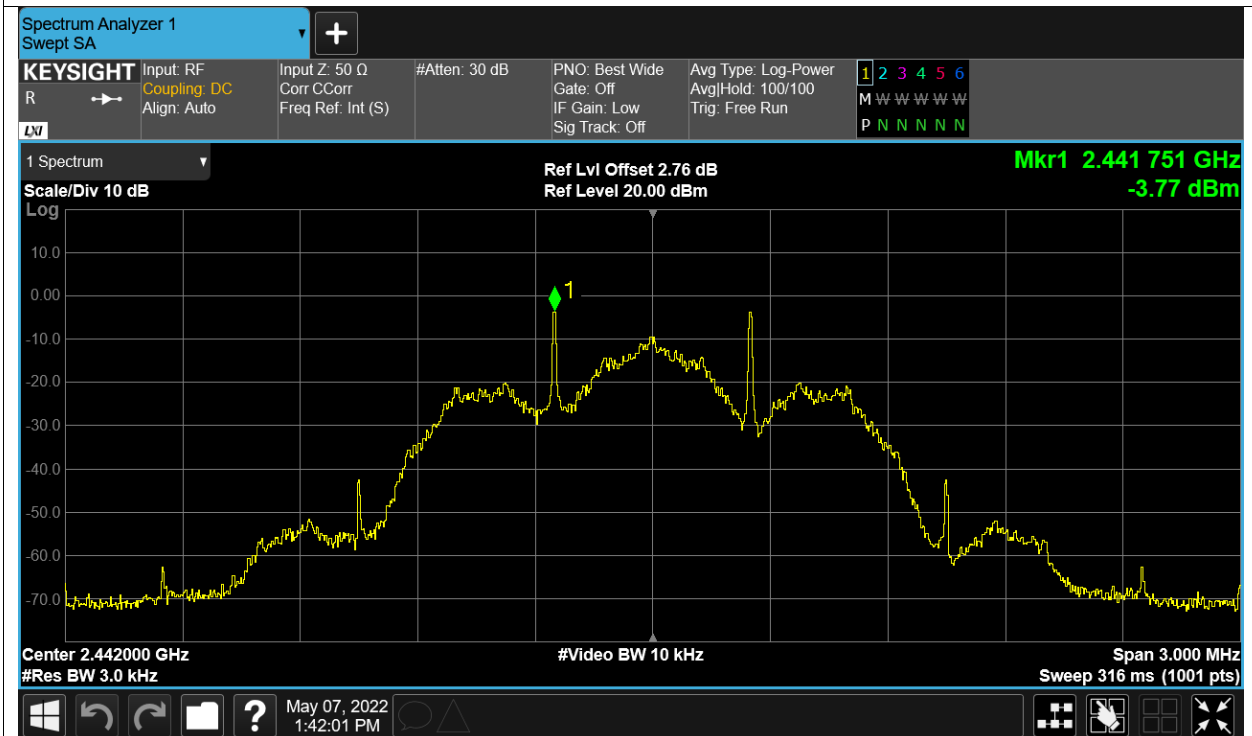 Spectrum Analyzer 1
Swept SA
+
KEYSIGHT
R
LXI
Input: RF
Coupling: DC
Align: Auto
Input Z: 50 Ω
Corr CCorr
Freq Ref: Int (S)
#Atten: 30 dB
PNO: Best Wide
Gate: Off
IF Gain: Low
Sig Track: Off
Avg Type: Log-Power
Avg|Hold: 100/100
Trig: Free Run
1 2 3 4 5 6
M W W W W W
P N N N N N
1 Spectrum
Scale/Div 10 dB
Log
Ref Lvl Offset 2.76 dB
Ref Level 20.00 dBm
Mkr1 2.441 751 GHz
-3.77 dBm
10.0
0.00
-10.0
-20.0
-30.0
-40.0
-50.0
-60.0
-70.0
1
Center 2.442000 GHz
#Res BW 3.0 kHz
#Video BW 10 kHz
Span 3.000 MHz
Sweep 316 ms (1001 pts)
?
May 07, 2022
1:42:01 PM